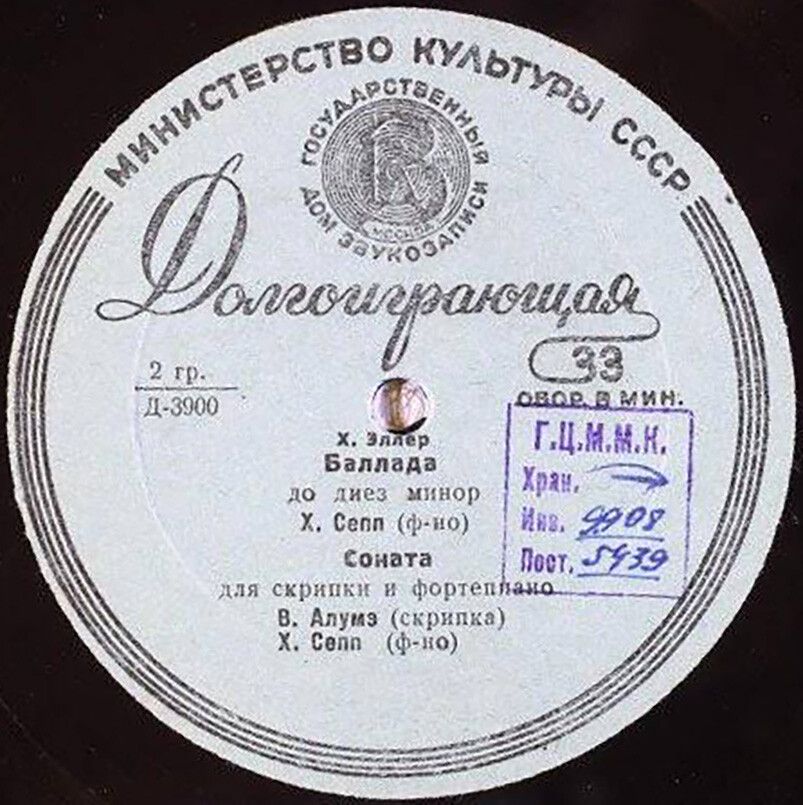 МИНИСТЕРСТВО КУЛЬТУРЫ СССР
ГОСУДАРСТВЕННЫЙ
ДОМ ЗВУКОЗАПИСИ
МОСКВА
Долгоиграющая
33
ОБОР. В МИН.
2 гр.
Д-3900
Х. Эллер
Баллада
до диез минор
Х. Сепп (ф-но)
Соната
для скрипки и фортепиано
В. Алумэ (скрипка)
Х. Сепп (ф-но)
Г.Ц.М.М.К.
Хран.
Инв. 9908
Пост. 5439